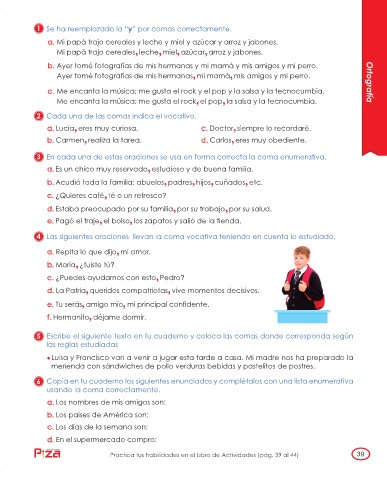 1 Se ha reemplazado la "y" por comas correctamente.
a. Mi papá trajo cereales y leche y miel y azúcar y arroz y jabones.
Mi papá trajo cereales, leche, miel, azúcar, arroz y jabones.
b. Ayer tomé fotografías de mis hermanas y mi mamá y mis amigos y mi perro.
Ayer tomé fotografías de mis hermanas, mi mamá, mis amigos y mi perro.
c. Me encanta la música; me gusta el rock y el pop y la salsa y la tecnocumbia.
Me encanta la música; me gusta el rock, el pop, la salsa y la tecnocumbia.
Ortografía
2 Cada una de las comas indica el vocativo.
a. Lucía, eres muy curiosa.
b. Carmen, realiza la tarea.
c. Doctor, siempre lo recordaré.
d. Carlos, eres muy obediente.
3 En cada una de estas oraciones se usa en forma correcta la coma enumerativa.
a. Es un chico muy reservado, estudioso y de buena familia.
b. Acudió toda la familia: abuelos, padres, hijos, cuñados, etc.
c. ¿Quieres café, té o un refresco?
d. Estaba preocupado por su familia, por su trabajo, por su salud.
e. Pagó el traje, el bolso, los zapatos y salió de la tienda.
4 Las siguientes oraciones llevan la coma vocativa teniendo en cuenta lo estudiado.
a. Repita lo que dijo, mi amor.
b. María, ¿fuiste tú?
c. ¿Puedes ayudarnos con esto, Pedro?
d. La Patria, queridos compatriotas, vive momentos decisivos.
e. Tu serás, amigo mío, mi principal confidente.
f. Hermanito, déjame dormir.
5 Escribe el siguiente texto en tu cuaderno y coloca las comas donde corresponda según
las reglas estudiadas
• Luisa y Francisco van a venir a jugar esta tarde a casa. Mi madre nos ha preparado la
merienda con sándwiches de pollo verduras bebidas y pastelitos de postres.
6 Copia en tu cuaderno los siguientes enunciados y complétalos con una lista enumerativa
usando la coma correctamente.
a. Los nombres de mis amigos son:
b. Los países de América son:
c. Los días de la semana son:
d. En el supermercado compro:
Pizá
Practica tus habilidades en el Libro de Actividades (pág. 39 al 44)
39